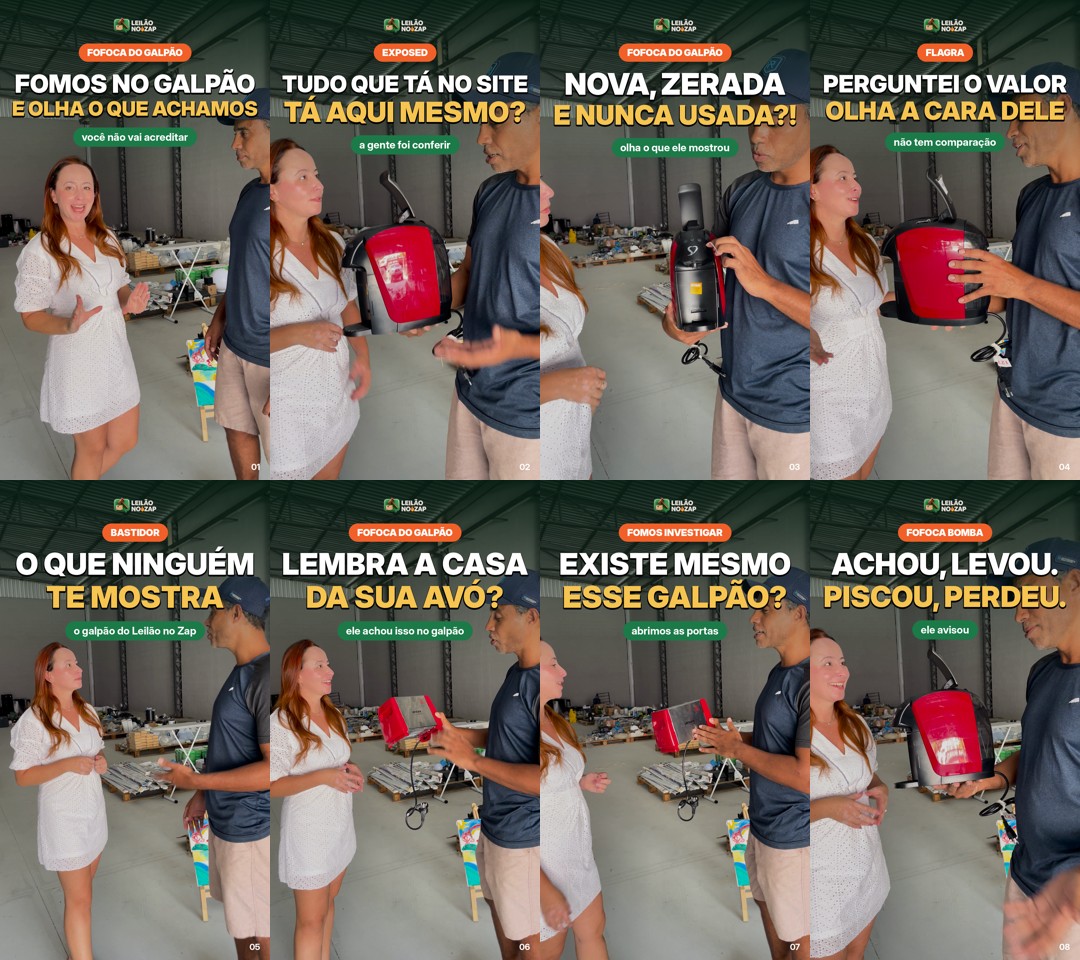 LEILÃO
NO ZAP
FOFOCA DO GALPÃO
FOMOS NO GALPÃO
E OLHA O QUE ACHAMOS
você não vai acreditar
01
LEILÃO
NO ZAP
EXPOSED
TUDO QUE TÁ NO SITE
TÁ AQUI MESMO?
a gente foi conferir
02
LEILÃO
NO ZAP
FOFOCA DO GALPÃO
NOVA, ZERADA
E NUNCA USADA?!
olha o que ele mostrou
03
LEILÃO
NO ZAP
FLAGRA
PERGUNTEI O VALOR
OLHA A CARA DELE
não tem comparação
04
LEILÃO
NO ZAP
BASTIDOR
O QUE NINGUÉM
TE MOSTRA
o galpão do Leilão no Zap
05
LEILÃO
NO ZAP
FOFOCA DO GALPÃO
LEMBRA A CASA
DA SUA AVÓ?
ele achou isso no galpão
06
LEILÃO
NO ZAP
FOMOS INVESTIGAR
EXISTE MESMO
ESSE GALPÃO?
abrimos as portas
07
LEILÃO
NO ZAP
FOFOCA BOMBA
ACHOU, LEVOU.
PISCOU, PERDEU.
ele avisou
08